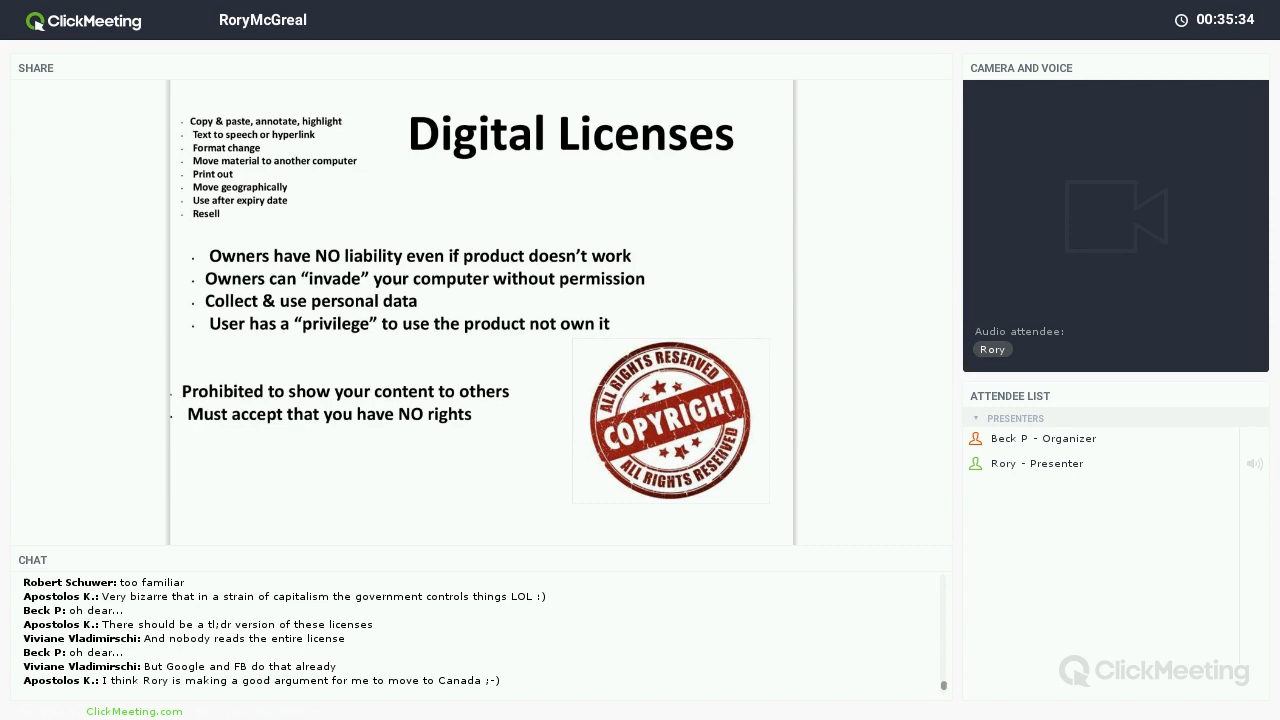 ClickMeeting
RoryMcGreal
00:35:34
SHARE
Copy & paste, annotate, highlight
Text to speech or hyperlink
Format change
Move material to another computer
Print out
Move geographically
Use after expiry date
Resell
Digital Licenses
Owners have NO liability even if product doesn’t work
Owners can “invade” your computer without permission
Collect & use personal data
User has a “privilege” to use the product not own it
Prohibited to show your content to others
Must accept that you have NO rights
ALL RIGHTS RESERVED
COPYRIGHT
ALL RIGHTS RESERVED
CHAT
Robert Schuwer: too familiar
Apostolos K.: Very bizarre that in a strain of capitalism the government controls things LOL :)
Beck P: oh dear...
Apostolos K.: There should be a tl;dr version of these licenses
Viviane Vladimirschi: And nobody reads the entire license
Beck P: oh dear...
Viviane Vladimirschi: But Google and FB do that already
Apostolos K.: I think Rory is making a good argument for me to move to Canada ;-)
ClickMeeting.com
CAMERA AND VOICE
Audio attendee:
Rory
ATTENDEE LIST
PRESENTERS
Beck P - Organizer
Rory - Presenter
ClickMeeting